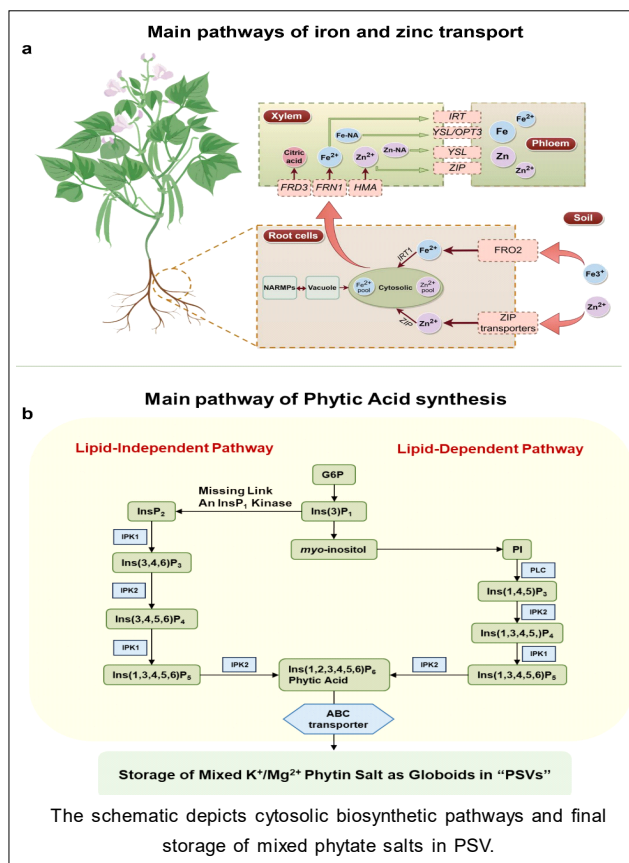 Main pathways of iron and zinc transport
a
Xylem
IRT
Fe-NA
YSL/OPT3
Fe²⁺
Fe
Phloem
Citric
acid
Fe²⁺
Zn²⁺
Zn-NA
YSL
Zn
ZIP
Zn²⁺
FRD3
FRN1
HMA
Soil
Root cells
IRT1
Fe²⁺
FRO2
Fe3⁺
NARMPs
Vacuole
Fe²⁺
pool
Cytosolic
Zn²⁺
pool
Zn²⁺
ZIP
Zn²⁺
ZIP
transporters
b
Main pathway of Phytic Acid synthesis
Lipid-Independent Pathway
Lipid-Dependent Pathway
G6P
Missing Link
An InsP₁ Kinase
InsP₂
Ins(3)P₁
IPK1
myo-inositol
PI
Ins(3,4,6)P₃
PLC
IPK2
Ins(1,4,5)P₃
Ins(3,4,5,6)P₄
IPK2
Ins(1,3,4,5,)P₄
IPK1
IPK1
Ins(1,3,4,5,6)P₅
IPK2
Ins(1,2,3,4,5,6)P₆
Phytic Acid
IPK2
Ins(1,3,4,5,6)P₅
ABC
transporter
Storage of Mixed K⁺/Mg²⁺ Phytin Salt as Globoids in “PSVs”
The schematic depicts cytosolic biosynthetic pathways and final
storage of mixed phytate salts in PSV.